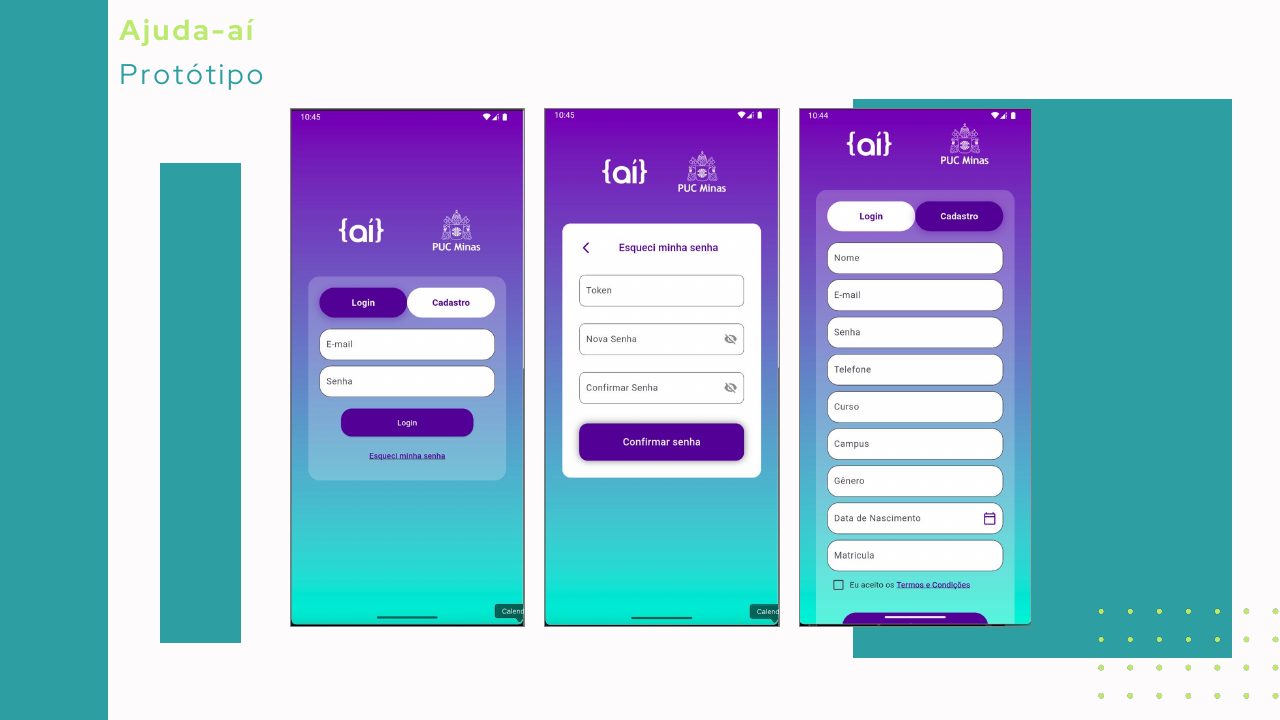 Ajuda-aí
Protótipo
10:45
{aí}
PUC Minas
Login
Cadastro
E-mail
Senha
Login
Esqueci minha senha
Calend
10:45
{aí}
PUC Minas
Esqueci minha senha
Token
Nova Senha
Confirmar Senha
Confirmar senha
Calend
10:44
{aí}
PUC Minas
Login
Cadastro
Nome
E-mail
Senha
Telefone
Curso
Campus
Gênero
Data de Nascimento
Matricula
Eu aceito os Termos e Condições